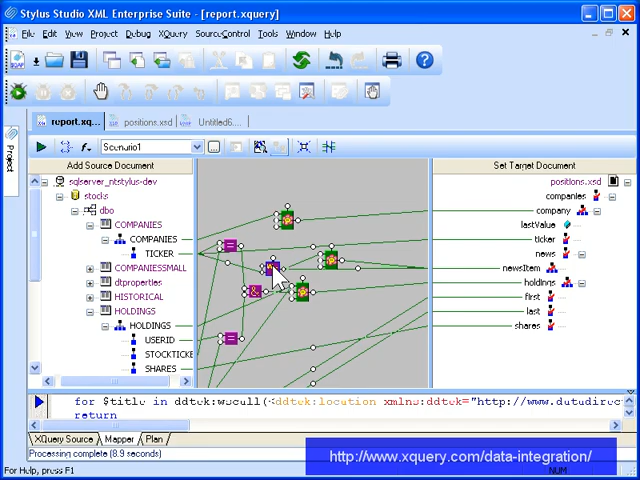 Stylus Studio XML Enterprise Suite - [report.xquery]
File Edit View Project Debug XQuery SourceControl Tools Window Help
report.xq... positions.xsd Untitled6....
Scenario1
Project
Add Source Document
Set Target Document
sqlserver_ntstylus-dev
stocks
dbo
COMPANIES
COMPANIES
TICKER
COMPANIESSMALL
dtproperties
HISTORICAL
HOLDINGS
HOLDINGS
USERID
STOCKTICKE
SHARES
positions.xsd
companies
company
lastValue
ticker
news
newsItem
holdings
first
last
shares
for $title in ddtek:wscall(<ddtek:location xmlns:ddtek="http://www.datadirec
return
XQuery Source Mapper Plan
Processing complete (8.9 seconds)
http://www.xquery.com/data-integration/
For Help, press F1
NUM